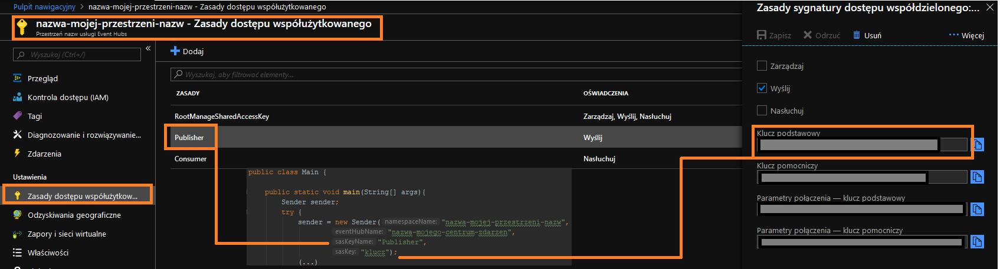 Pulpit nawigacyjny > nazwa-mojej-przestrzeni-nazw - Zasady dostępu współużytkowanego
nazwa-mojej-przestrzeni-nazw - Zasady dostępu współużytkowanego
Przestrzeń nazw usługi Event Hubs
Wyszukaj (Ctrl+/)
«
Przegląd
Kontrola dostępu (IAM)
Tagi
Diagnozowanie i rozwiązywanie...
Zdarzenia
Ustawienia
Zasady dostępu współużytkow...
Odzyskiwania geograficzne
Zapory i sieci wirtualne
Właściwości
Dodaj
Wyszukaj, aby filtrować elementy...
ZASADY OŚWIADCZENIA
RootManageSharedAccessKey Zarządzaj, Wyślij, Nasłuchuj
Publisher Wyślij
Consumer Nasłuchuj
public class Main {
public static void main(String[] args){
Sender sender;
try {
sender = new Sender( namespaceName: "nazwa-mojej-przestrzeni-nazw",
eventHubName: "nazwa-mojego-centrum-zdarzen",
sasKeyName: "Publisher",
sasKey: "klucz");
(...)
Zasady sygnatury dostępu współdzielonego:...
Zapisz Odrzuć Usuń ··· Więcej
Zarządzaj
Wyślij
Nasłuchuj
Klucz podstawowy
Klucz pomocniczy
Parametry połączenia — klucz podstawowy
Parametry połączenia — klucz pomocniczy